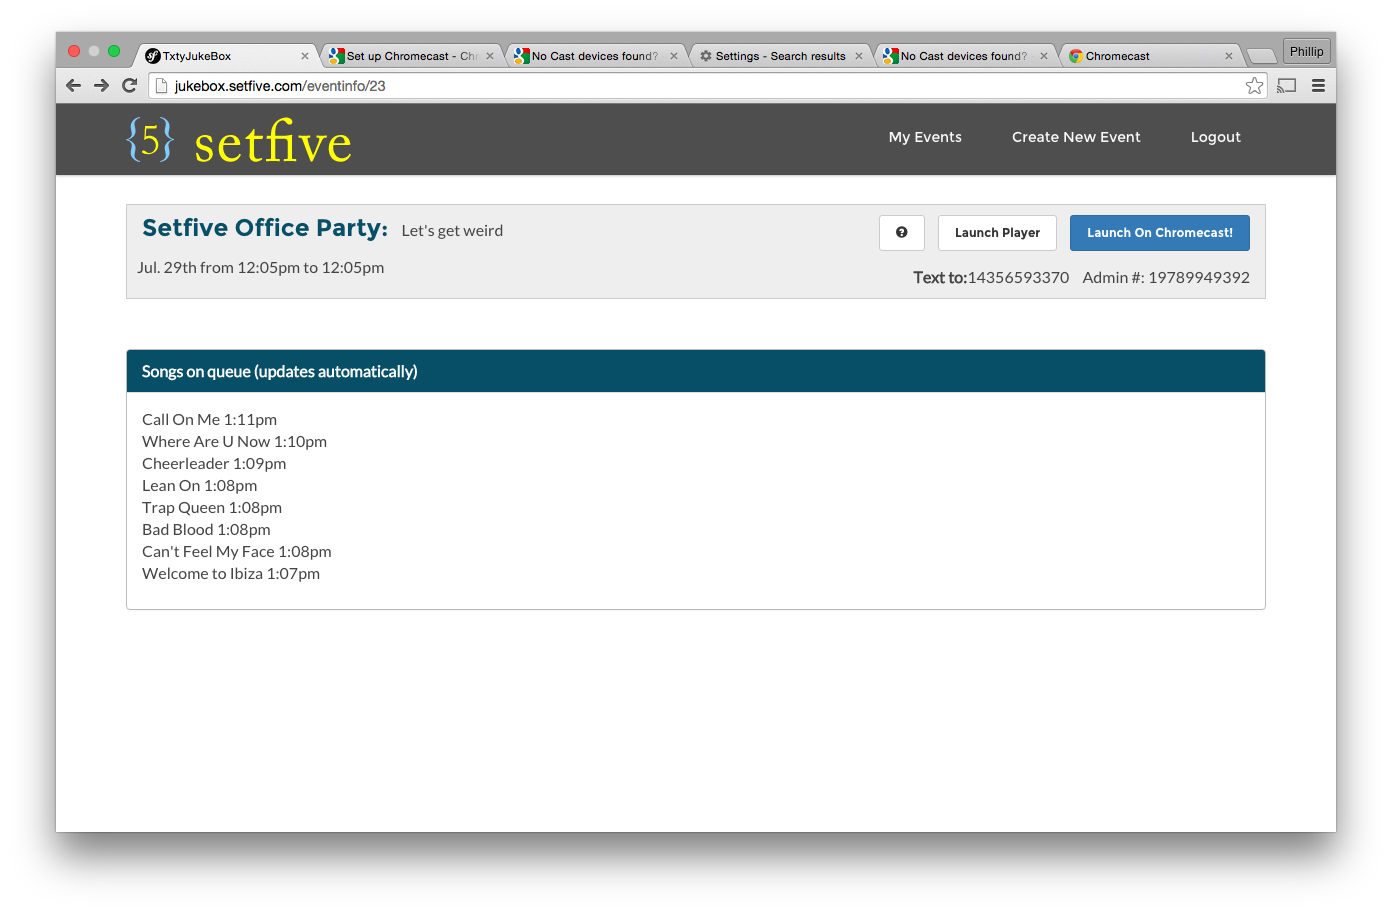 TxtyJukeBox
Set up Chromecast - Ch
No Cast devices found?
Settings - Search results
No Cast devices found?
Chromecast
Phillip
jukebox.setfive.com/eventinfo/23
{5} setfive
My Events
Create New Event
Logout
Setfive Office Party: Let's get weird
Launch Player
Launch On Chromecast!
Jul. 29th from 12:05pm to 12:05pm
Text to:14356593370 Admin #: 19789949392
Songs on queue (updates automatically)
Call On Me 1:11pm
Where Are U Now 1:10pm
Cheerleader 1:09pm
Lean On 1:08pm
Trap Queen 1:08pm
Bad Blood 1:08pm
Can't Feel My Face 1:08pm
Welcome to Ibiza 1:07pm